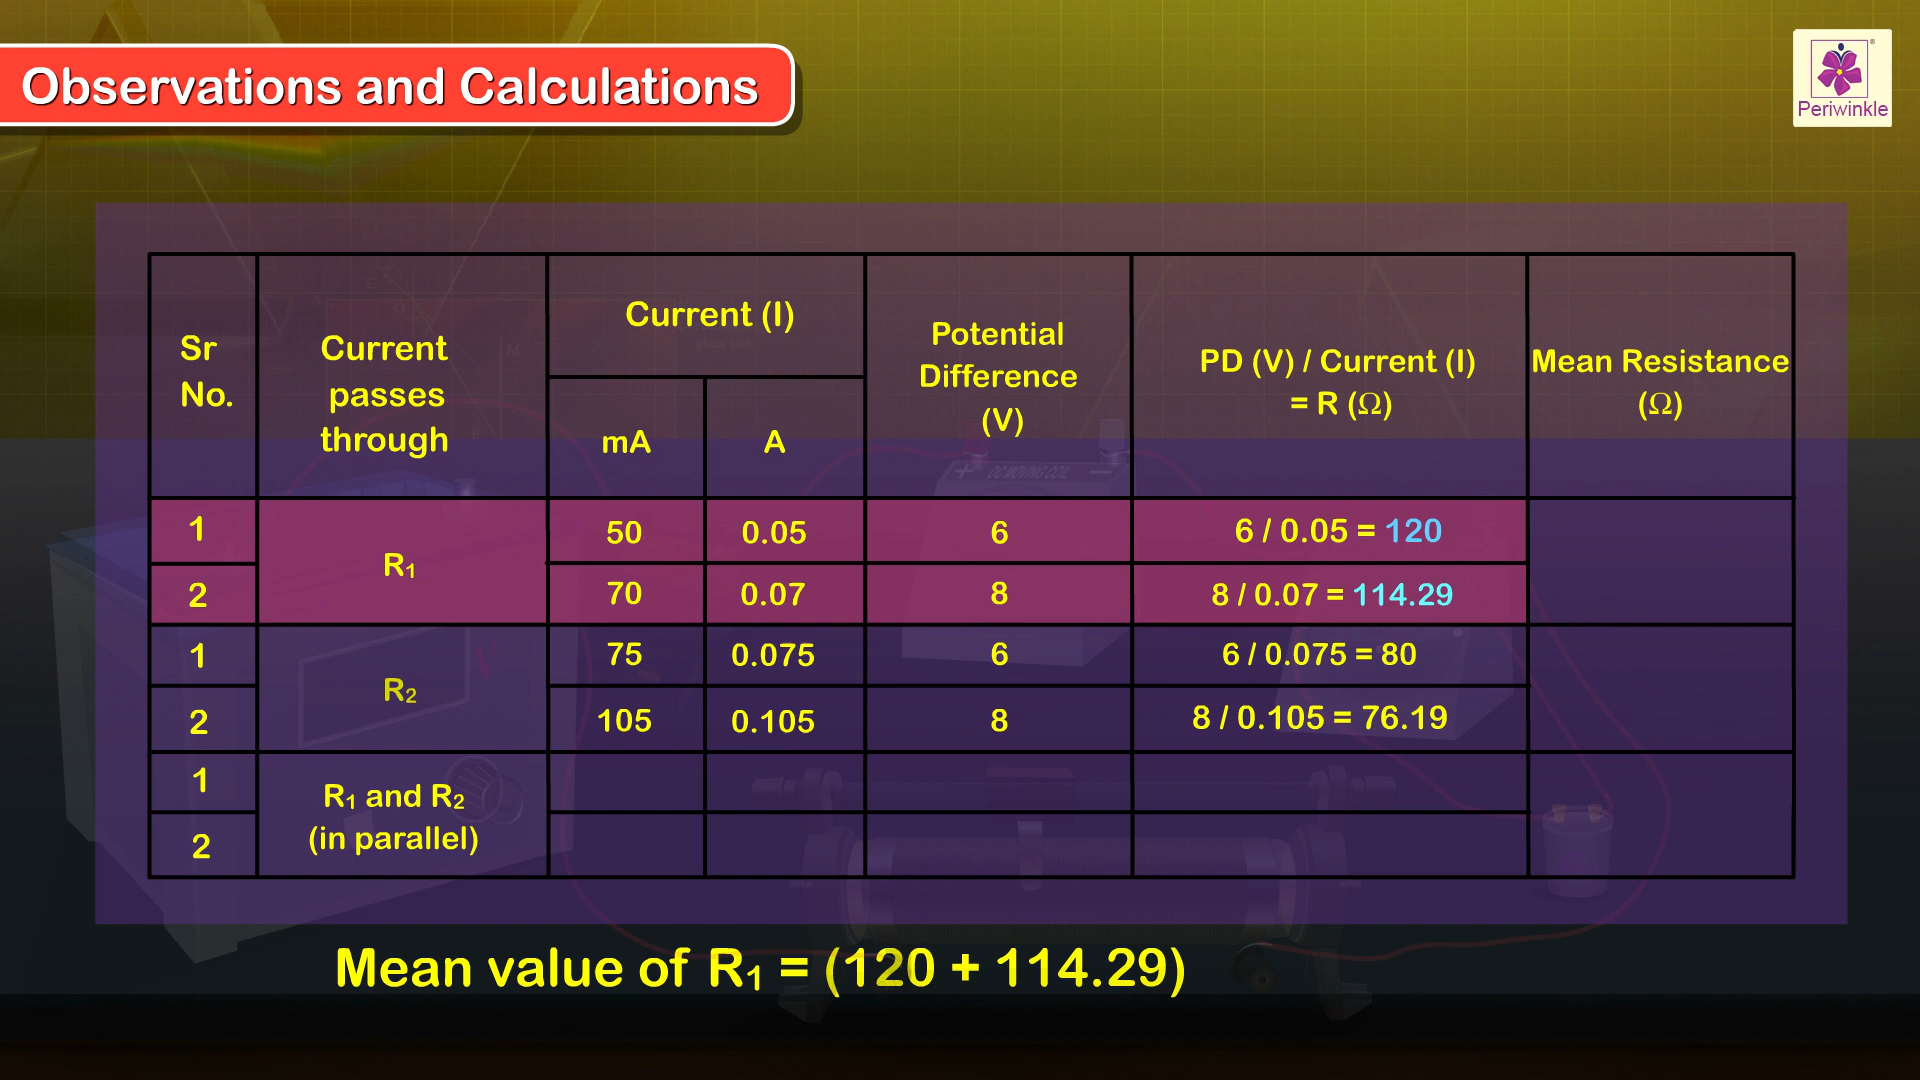 Observations and Calculations
Periwinkle
Sr No.
Current passes through
Current (I)
mA
A
Potential Difference (V)
PD (V) / Current (I) = R (Ω)
Mean Resistance (Ω)
1
R₁
50
0.05
6
6 / 0.05 = 120
2
70
0.07
8
8 / 0.07 = 114.29
1
R₂
75
0.075
6
6 / 0.075 = 80
2
105
0.105
8
8 / 0.105 = 76.19
1
R₁ and R₂
(in parallel)
2
Mean value of R₁ = (120 + 114.29)